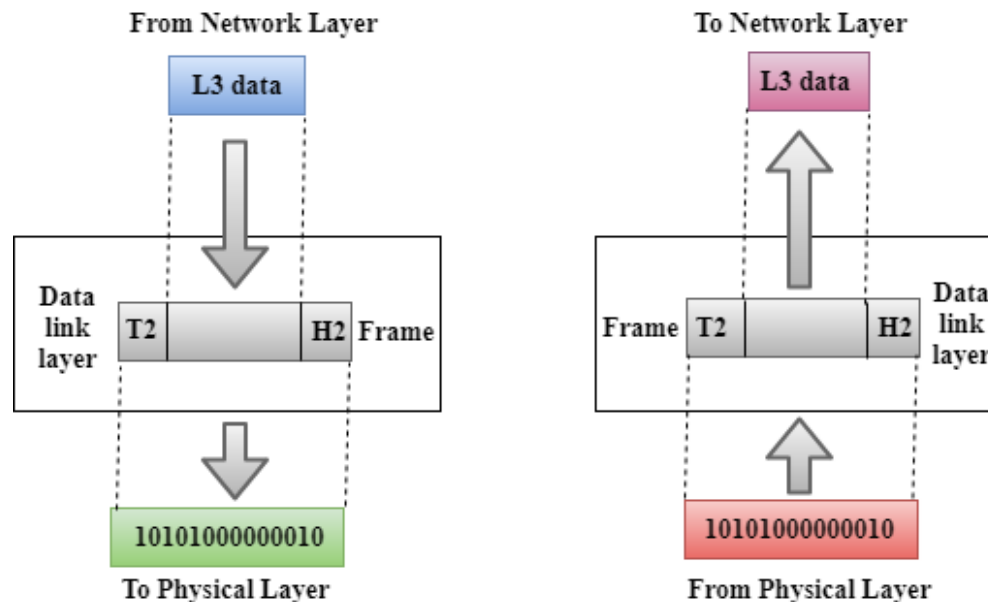 From Network Layer
L3 data
Data
link
layer
T2
H2
Frame
10101000000010
To Physical Layer
To Network Layer
L3 data
Frame
T2
H2
Data
link
layer
10101000000010
From Physical Layer